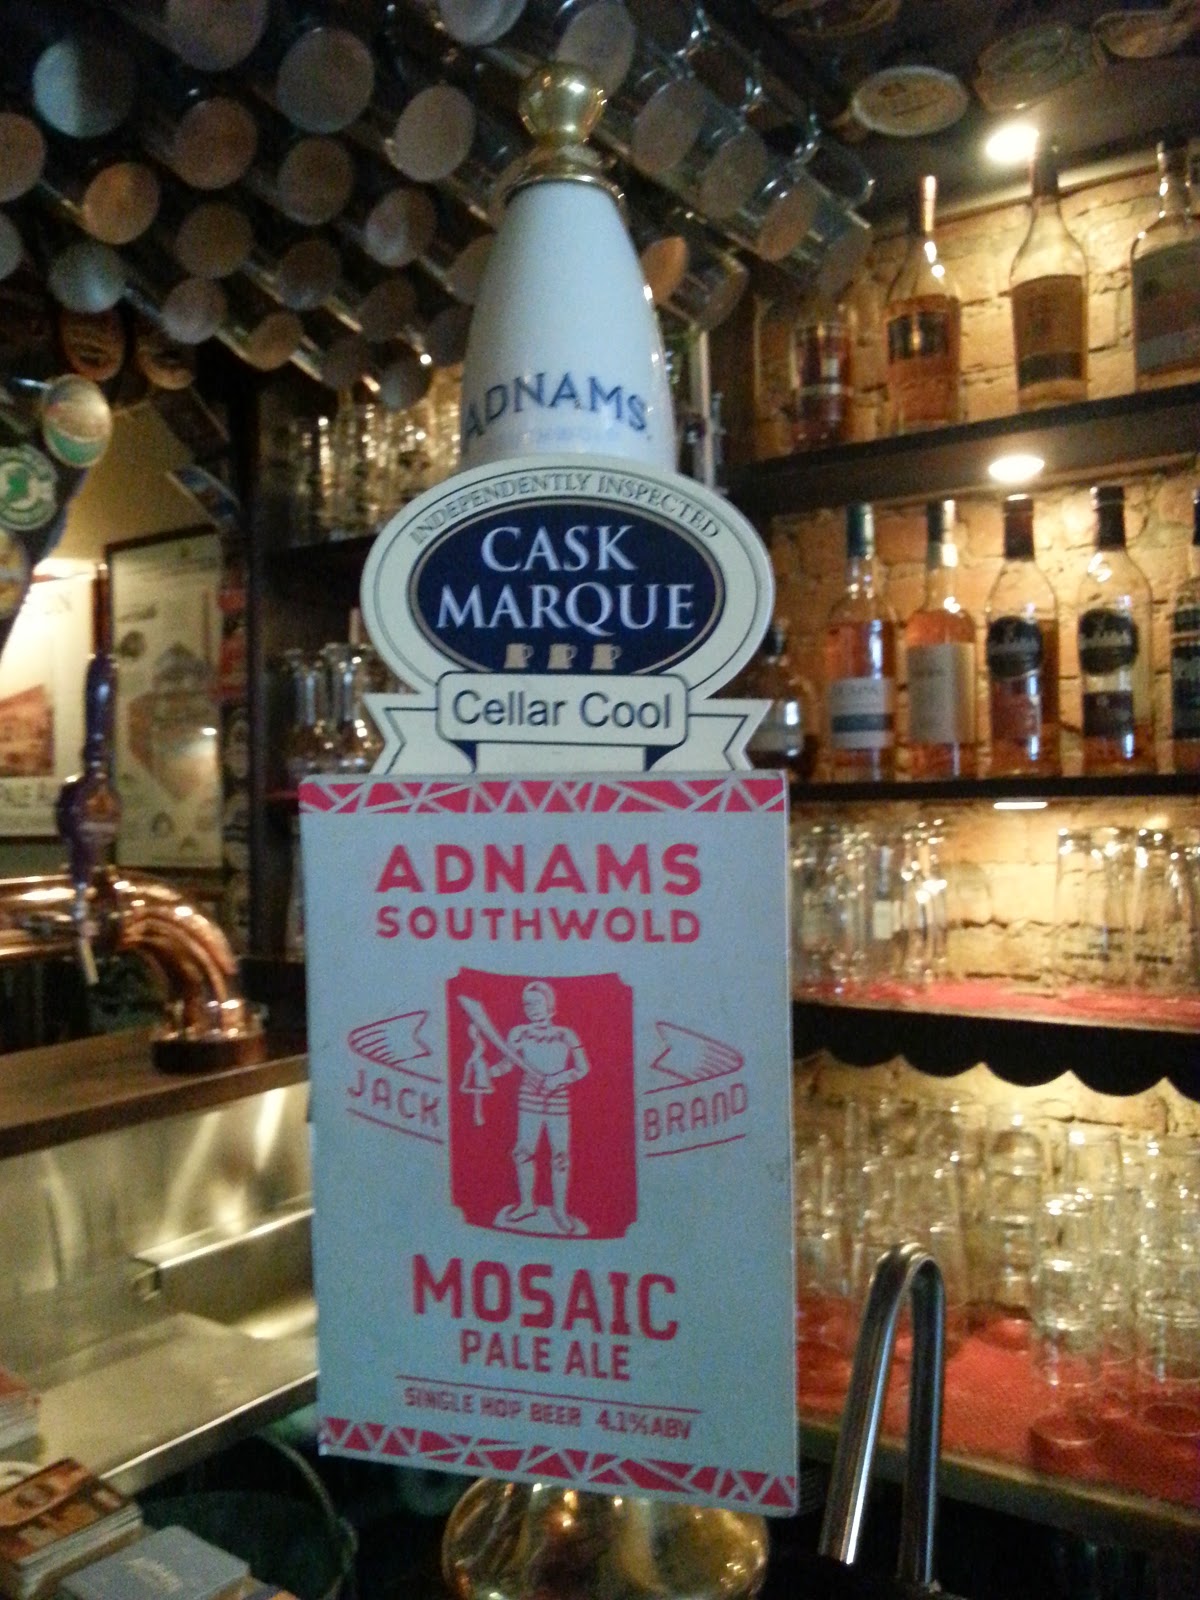 ADNAMS
INDEPENDENTLY INSPECTED
CASK
MARQUE
Cellar Cool
ADNAMS
SOUTHWOLD
JACK BRAND
MOSAIC
PALE ALE
SINGLE HOP BEER 4.1% ABV